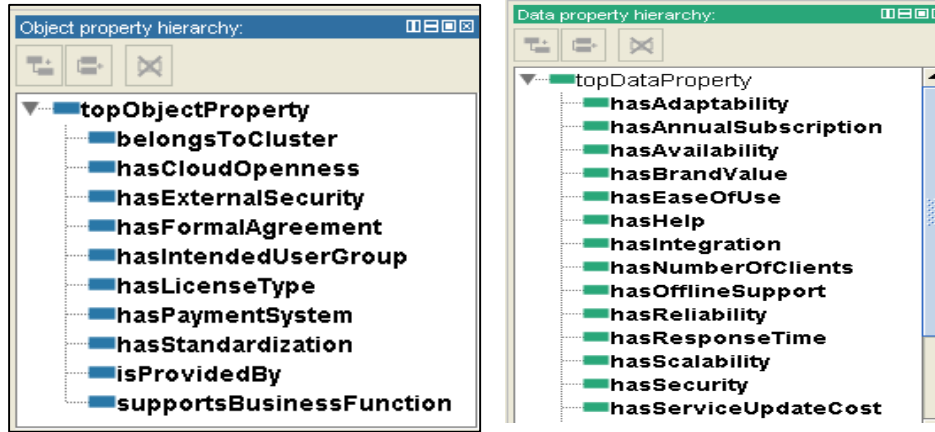 Object property hierarchy:
topObjectProperty
belongsToCluster
hasCloudOpenness
hasExternalSecurity
hasFormalAgreement
hasIntendedUserGroup
hasLicenseType
hasPaymentSystem
hasStandardization
isProvidedBy
supportsBusinessFunction
Data property hierarchy:
topDataProperty
hasAdaptability
hasAnnualSubscription
hasAvailability
hasBrandValue
hasEaseOfUse
hasHelp
hasIntegration
hasNumberOfClients
hasOfflineSupport
hasReliability
hasResponseTime
hasScalability
hasSecurity
hasServiceUpdateCost